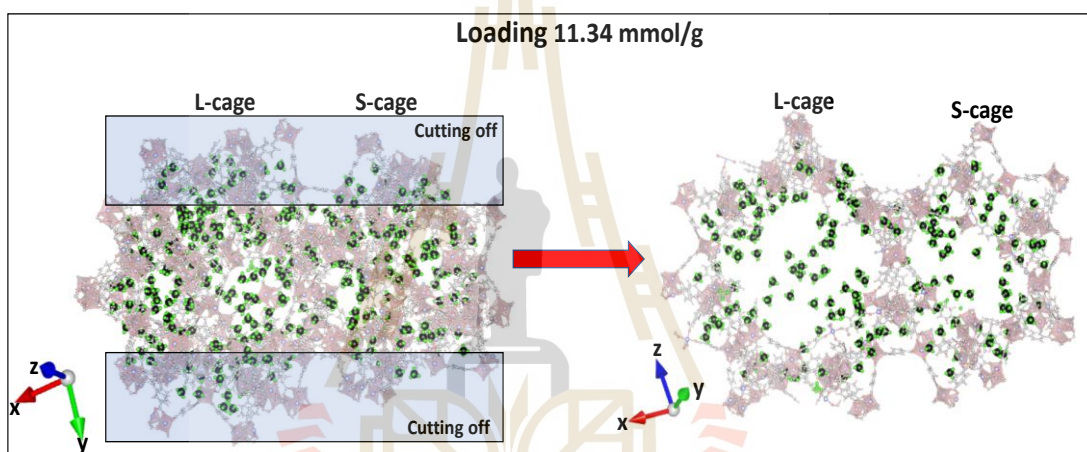 Loading 11.34 mmol/g
L-cage S-cage
Cutting off
z
x
y
Cutting off
L-cage S-cage
z
y
x